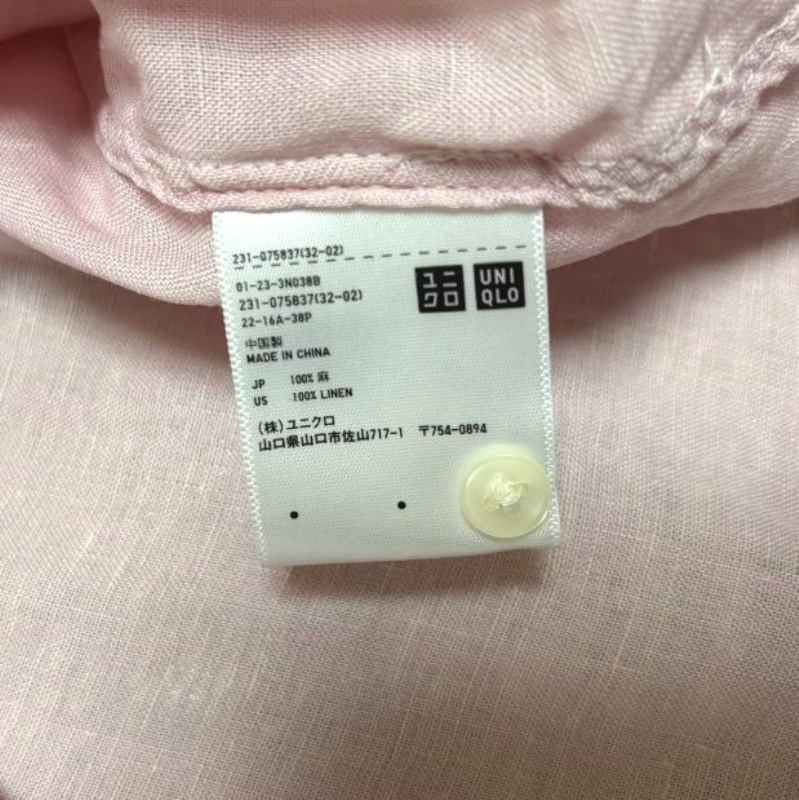 231-075837(32-02)
01-23-3N038B
231-075837(32-02)
22-16A-38P
ユニ
クロ
UNI
QLO
中国製
MADE IN CHINA
JP 100% 麻
US 100% LINEN
(株)ユニクロ
山口県山口市佐山717-1 〒754-0894